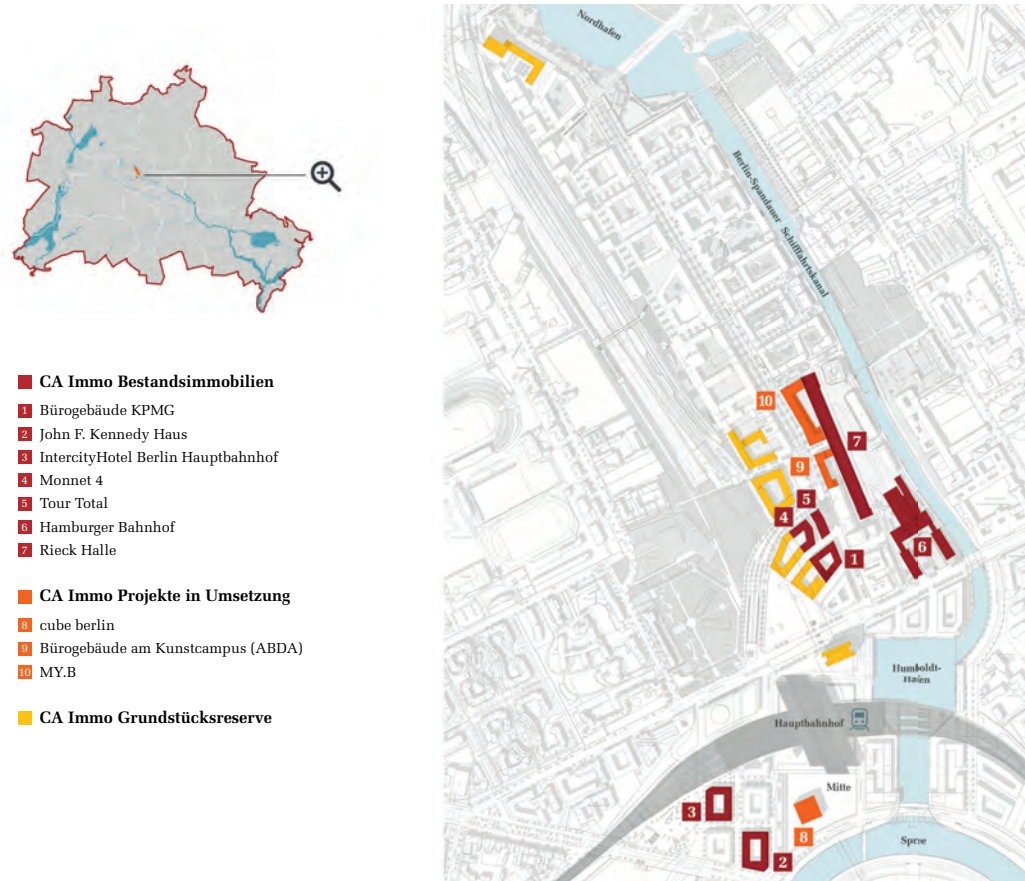 CA Immo Bestandsimmobilien
1 Bürogebäude KPMG
2 John F. Kennedy Haus
3 IntercityHotel Berlin Hauptbahnhof
4 Monnet 4
5 Tour Total
6 Hamburger Bahnhof
7 Rieck Halle
CA Immo Projekte in Umsetzung
8 cube berlin
9 Bürogebäude am Kunstcampus (ABDA)
10 MY.B
CA Immo Grundstücksreserve
Nordhafen
Berlin-Spandauer Schifffahrtskanal
10
7
9
5
4
6
1
Humboldt-
Hafen
Hauptbahnhof
Mitte
3
8
Spree
2